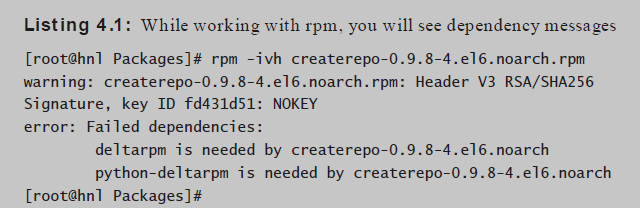 Listing 4.1: While working with rpm, you will see dependency messages
[root@hnl Packages]# rpm -ivh createrepo-0.9.8-4.el6.noarch.rpm
warning: createrepo-0.9.8-4.el6.noarch.rpm: Header V3 RSA/SHA256
Signature, key ID fd431d51: NOKEY
error: Failed dependencies:
        deltarpm is needed by createrepo-0.9.8-4.el6.noarch
        python-deltarpm is needed by createrepo-0.9.8-4.el6.noarch
[root@hnl Packages]#